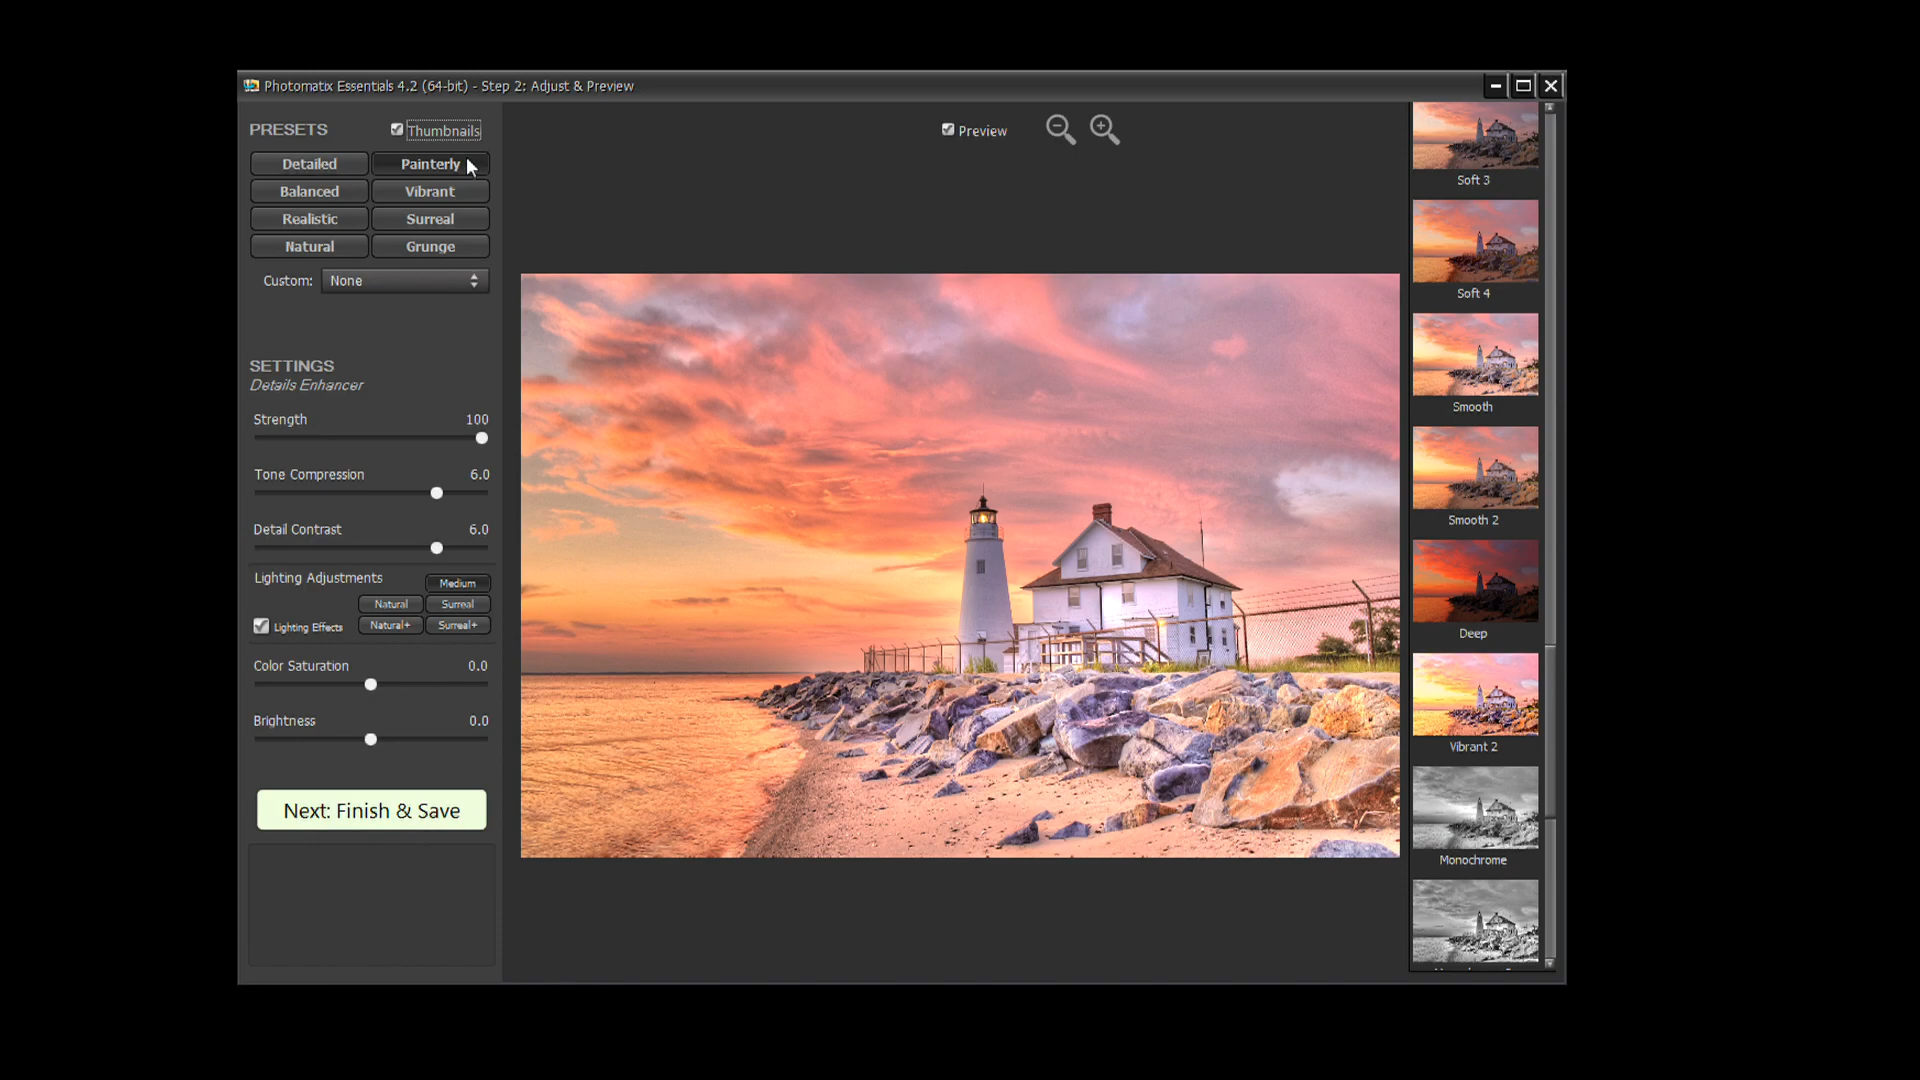 Photomatix Essentials 4.2 (64-bit) - Step 2: Adjust & Preview
PRESETS
Thumbnails
Detailed
Painterly
Balanced
Vibrant
Realistic
Surreal
Natural
Grunge
Custom:
None
SETTINGS
Details Enhancer
Strength
100
Tone Compression
6.0
Detail Contrast
6.0
Lighting Adjustments
Medium
Natural
Surreal
Lighting Effects
Natural+
Surreal+
Color Saturation
0.0
Brightness
0.0
Next: Finish & Save
Preview
Soft 3
Soft 4
Smooth
Smooth 2
Deep
Vibrant 2
Monochrome